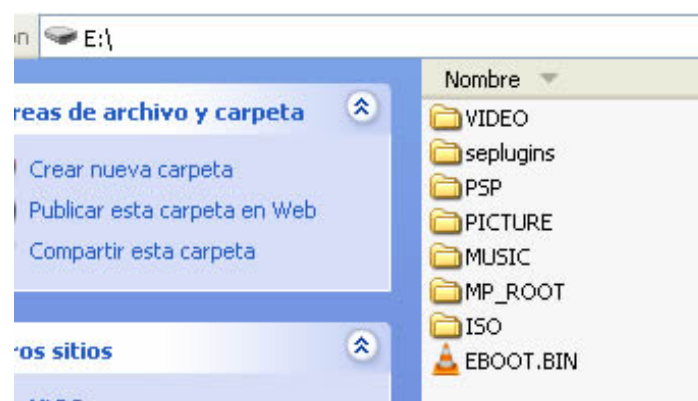 E:\
Nombre
reas de archivo y carpeta
Crear nueva carpeta
Publicar esta carpeta en Web
Compartir esta carpeta
ros sitios
VIDEO
seplugins
PSP
PICTURE
MUSIC
MP_ROOT
ISO
EBOOT.BIN